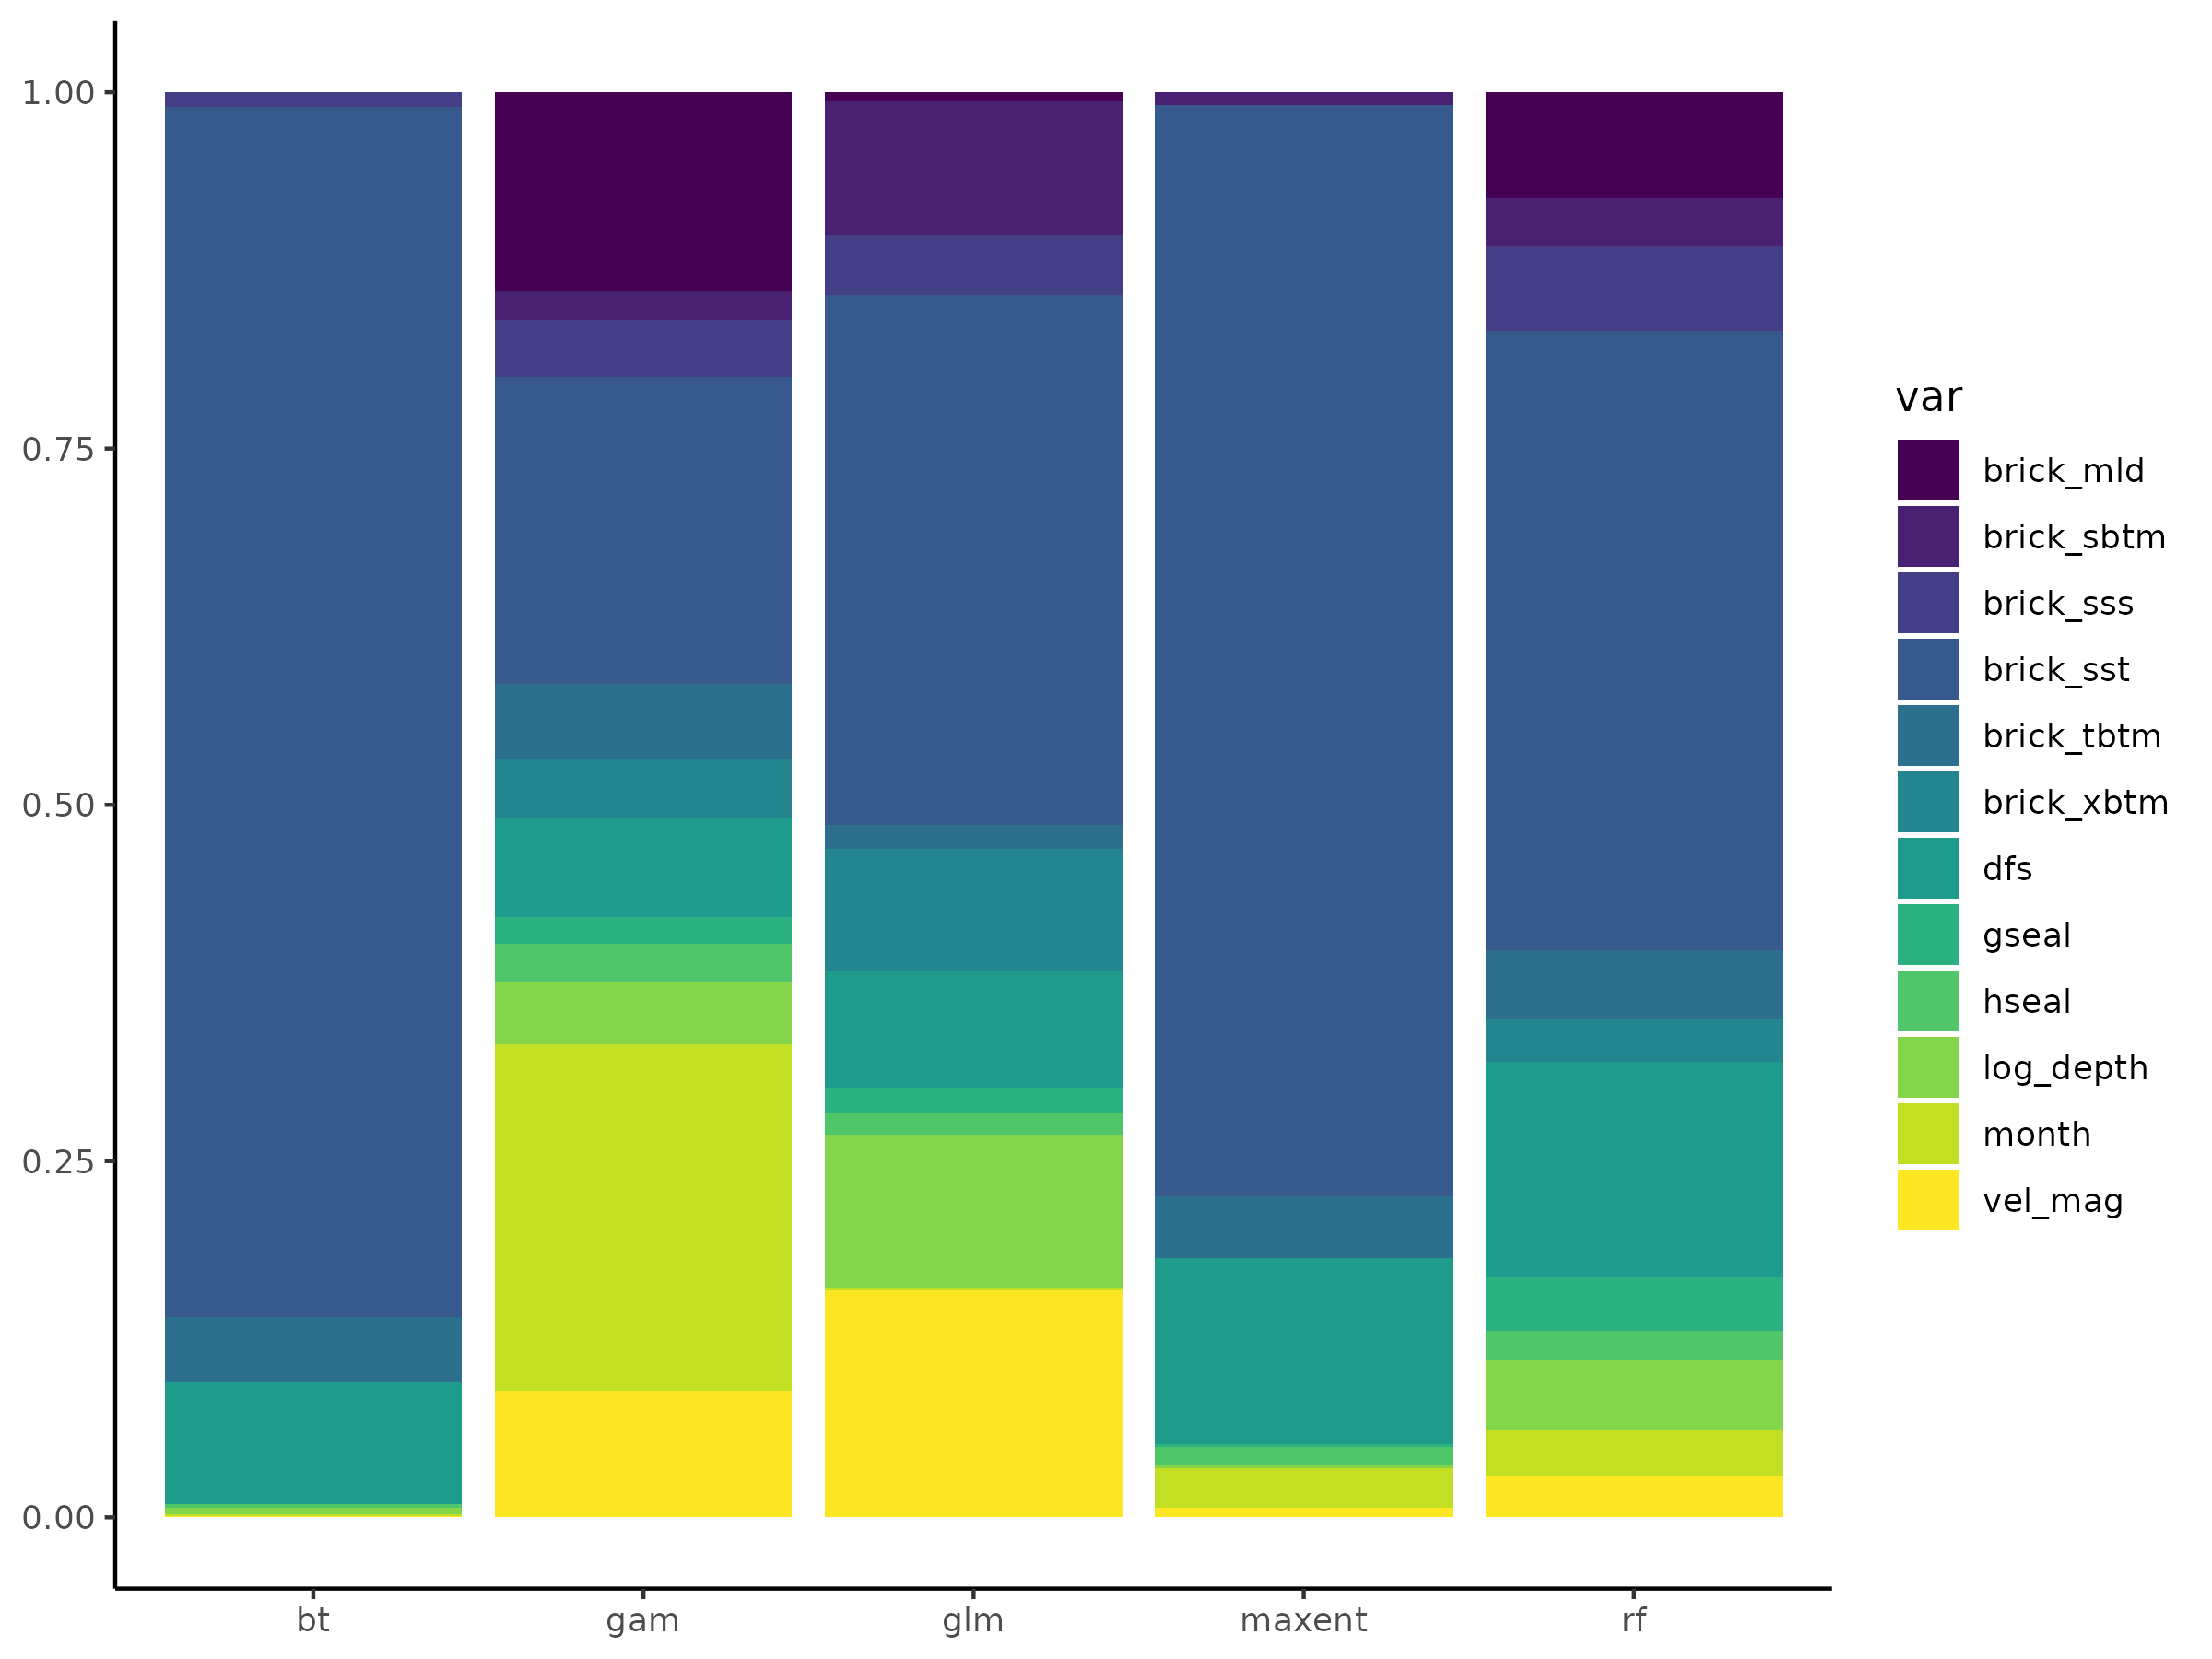 1.00
0.75
0.50
0.25
0.00
bt
gam
glm
maxent
rf
var
brick_mld
brick_sbtm
brick_sss
brick_sst
brick_tbtm
brick_xbtm
dfs
gseal
hseal
log_depth
month
vel_mag